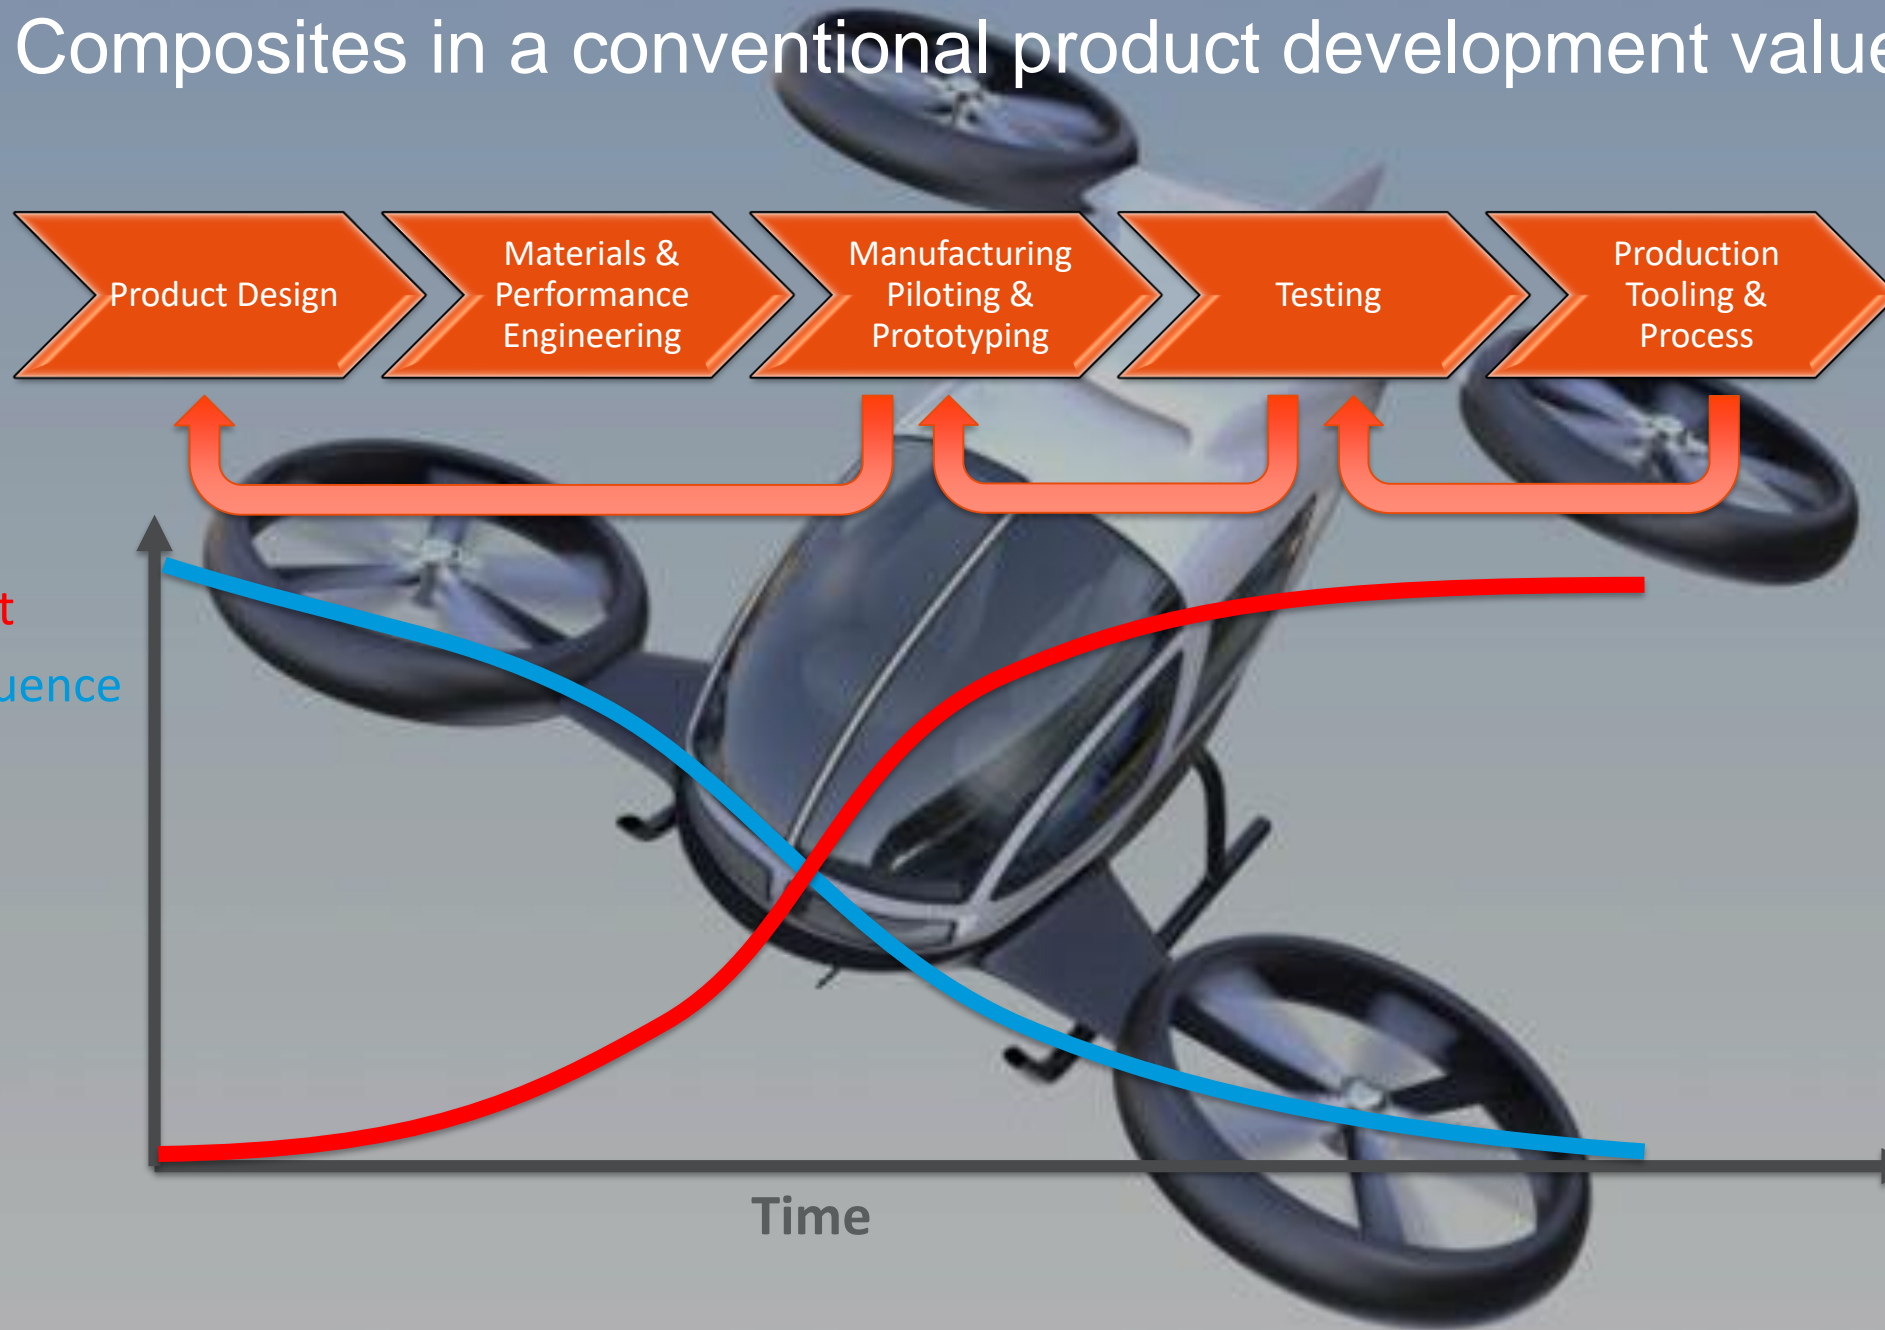 Composites in a conventional product development value
Product Design
Materials &
Performance
Engineering
Manufacturing
Piloting &
Prototyping
Testing
Production
Tooling &
Process
t
uence
Time